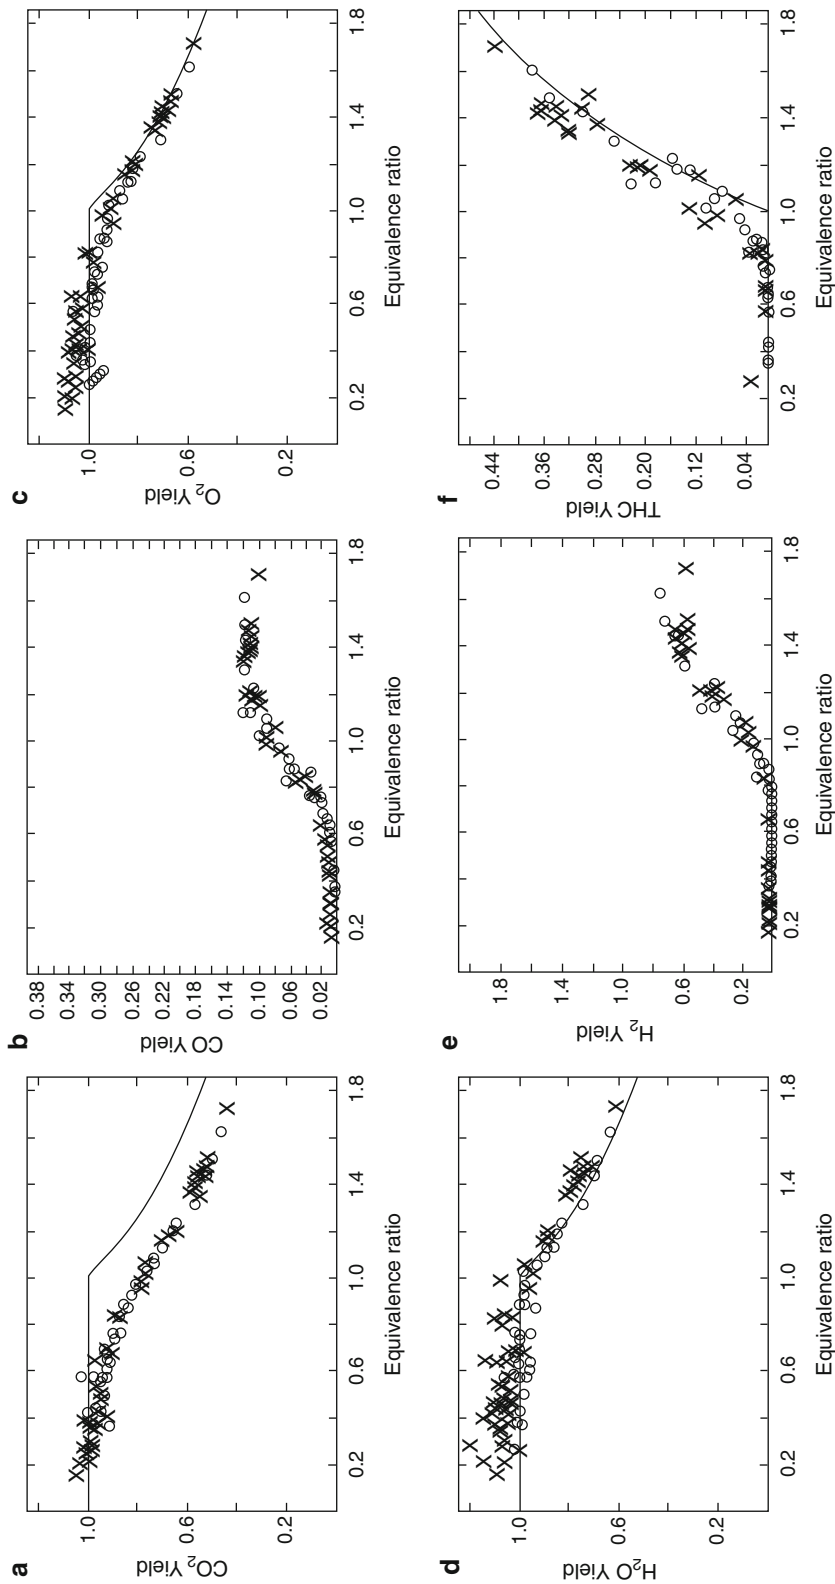 a
CO₂ Yield
1.0
0.6
0.2
0.2 0.6 1.0 1.4 1.8
Equivalence ratio
b
CO Yield
0.38
0.34
0.30
0.26
0.22
0.18
0.14
0.10
0.06
0.02
0.2 0.6 1.0 1.4 1.8
Equivalence ratio
c
O₂ Yield
1.0
0.6
0.2
0.2 0.6 1.0 1.4 1.8
Equivalence ratio
d
H₂O Yield
1.0
0.6
0.2
0.2 0.6 1.0 1.4 1.8
Equivalence ratio
e
H₂ Yield
1.8
1.4
1.0
0.6
0.2
0.2 0.6 1.0 1.4 1.8
Equivalence ratio
f
THC Yield
0.44
0.36
0.28
0.20
0.12
0.04
0.2 0.6 1.0 1.4 1.8
Equivalence ratio